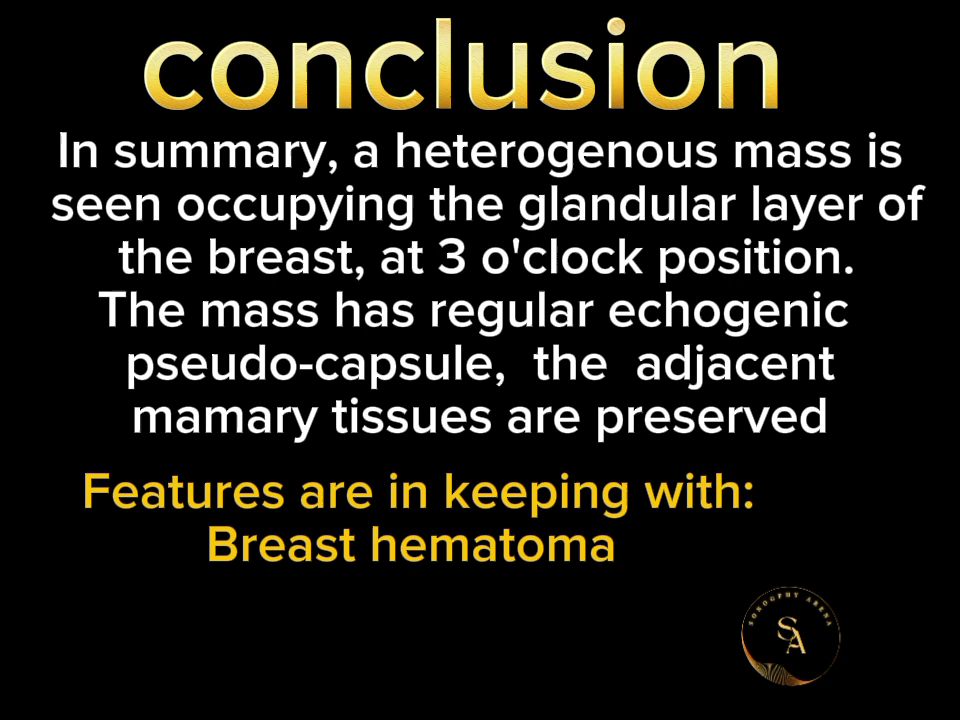 conclusion
In summary, a heterogenous mass is
seen occupying the glandular layer of
the breast, at 3 o'clock position.
The mass has regular echogenic
pseudo-capsule, the adjacent
mamary tissues are preserved
Features are in keeping with:
Breast hematoma
SONOGPHY ARENA
SA